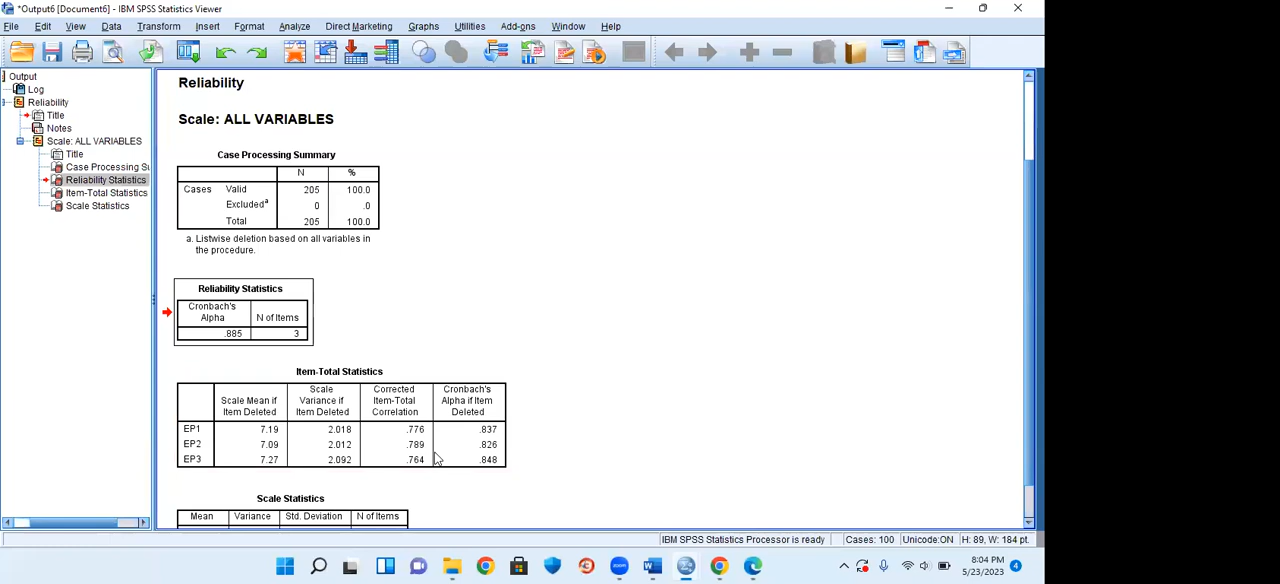 *Output6 [Document6] - IBM SPSS Statistics Viewer
File Edit View Data Transform Insert Format Analyze Direct Marketing Graphs Utilities Add-ons Window Help
Output
Log
Reliability
Title
Notes
Scale: ALL VARIABLES
Title
Case Processing Su
Reliability Statistics
Item-Total Statistics
Scale Statistics
Reliability
Scale: ALL VARIABLES
Case Processing Summary
N %
Cases Valid 205 100.0
Excludedᵃ 0 .0
Total 205 100.0
a. Listwise deletion based on all variables in
the procedure.
Reliability Statistics
Cronbach's
Alpha N of Items
.885 3
Item-Total Statistics
Scale Mean if
Item Deleted
Scale
Variance if
Item Deleted
Corrected
Item-Total
Correlation
Cronbach's
Alpha if Item
Deleted
EP1 7.19 2.018 .776 .837
EP2 7.09 2.012 .789 .826
EP3 7.27 2.092 .764 .848
Scale Statistics
Mean Variance Std. Deviation N of Items
IBM SPSS Statistics Processor is ready Cases: 100 Unicode:ON H: 89, W: 184 pt.
8:04 PM
5/23/2023
4